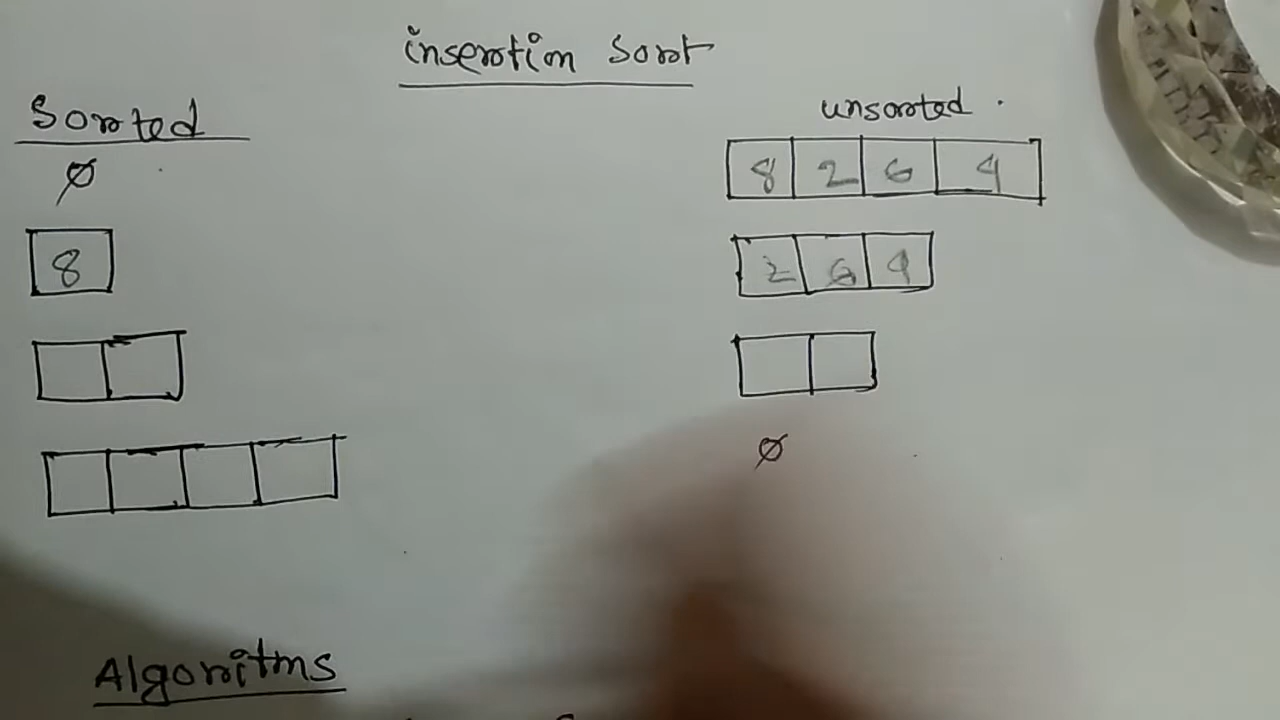 insertion Sort
Sorted
unsorted
Ø
8 2 6 4
8
2 6 4
Ø
Algoritms